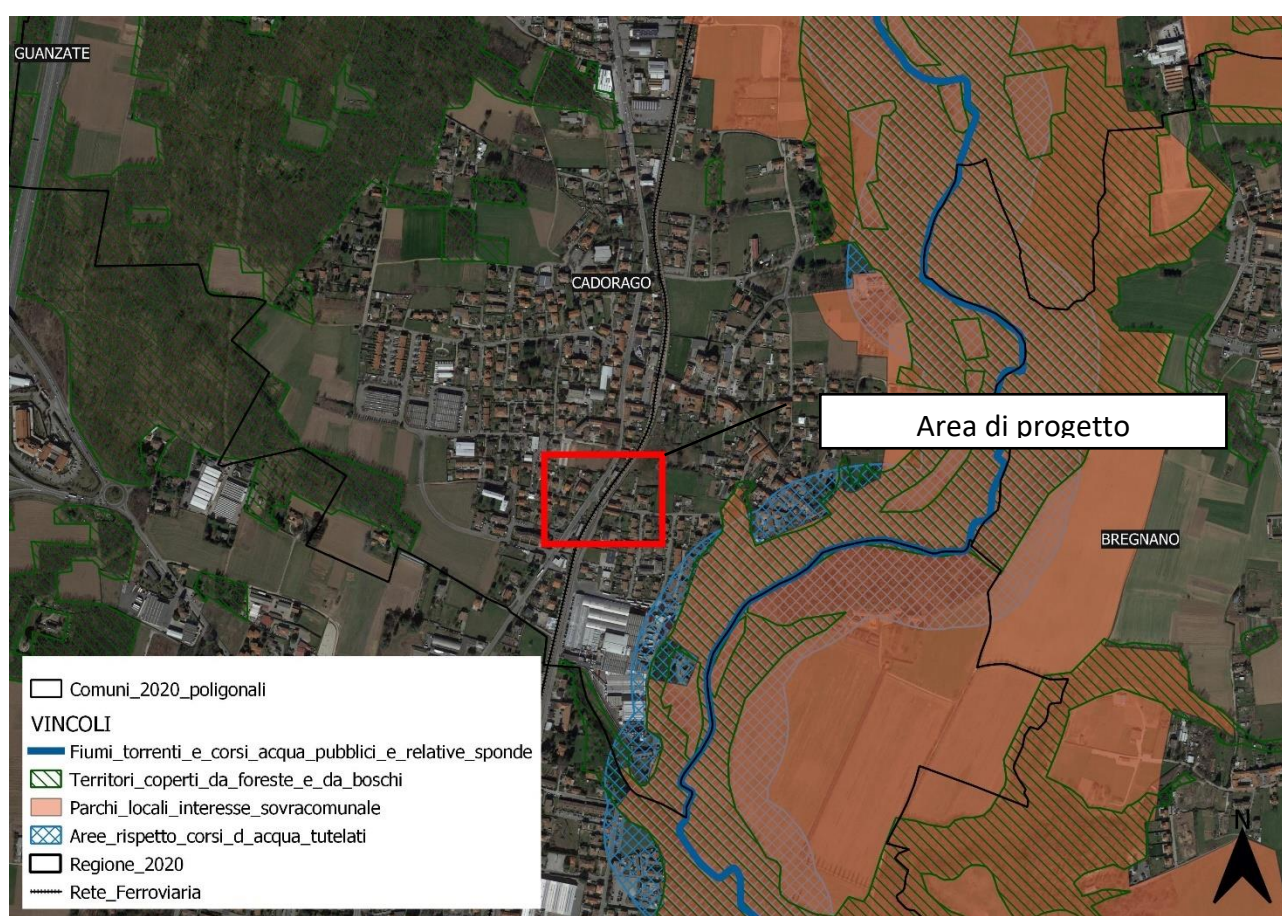 GUANZATE
CADORAGO
Area di progetto
BREGNANO
Comuni_2020_poligonali
VINCOLI
Fiumi_torrenti_e_corsi_acqua_pubblici_e_relative_sponde
Territori_coperti_da_foreste_e_da_boschi
Parchi_locali_interesse_sovracomunale
Aree_rispetto_corsi_d_acqua_tutelati
Regione_2020
Rete_Ferroviaria
N